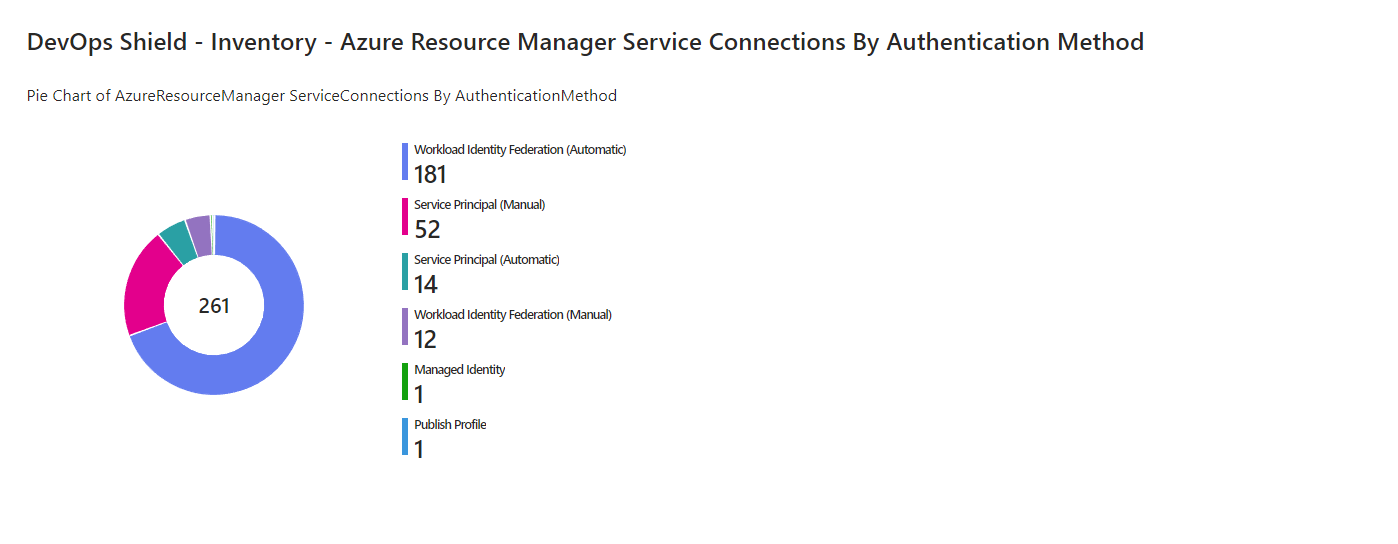 DevOps Shield - Inventory - Azure Resource Manager Service Connections By Authentication Method
Pie Chart of AzureResourceManager ServiceConnections By AuthenticationMethod
261
Workload Identity Federation (Automatic)
181
Service Principal (Manual)
52
Service Principal (Automatic)
14
Workload Identity Federation (Manual)
12
Managed Identity
1
Publish Profile
1